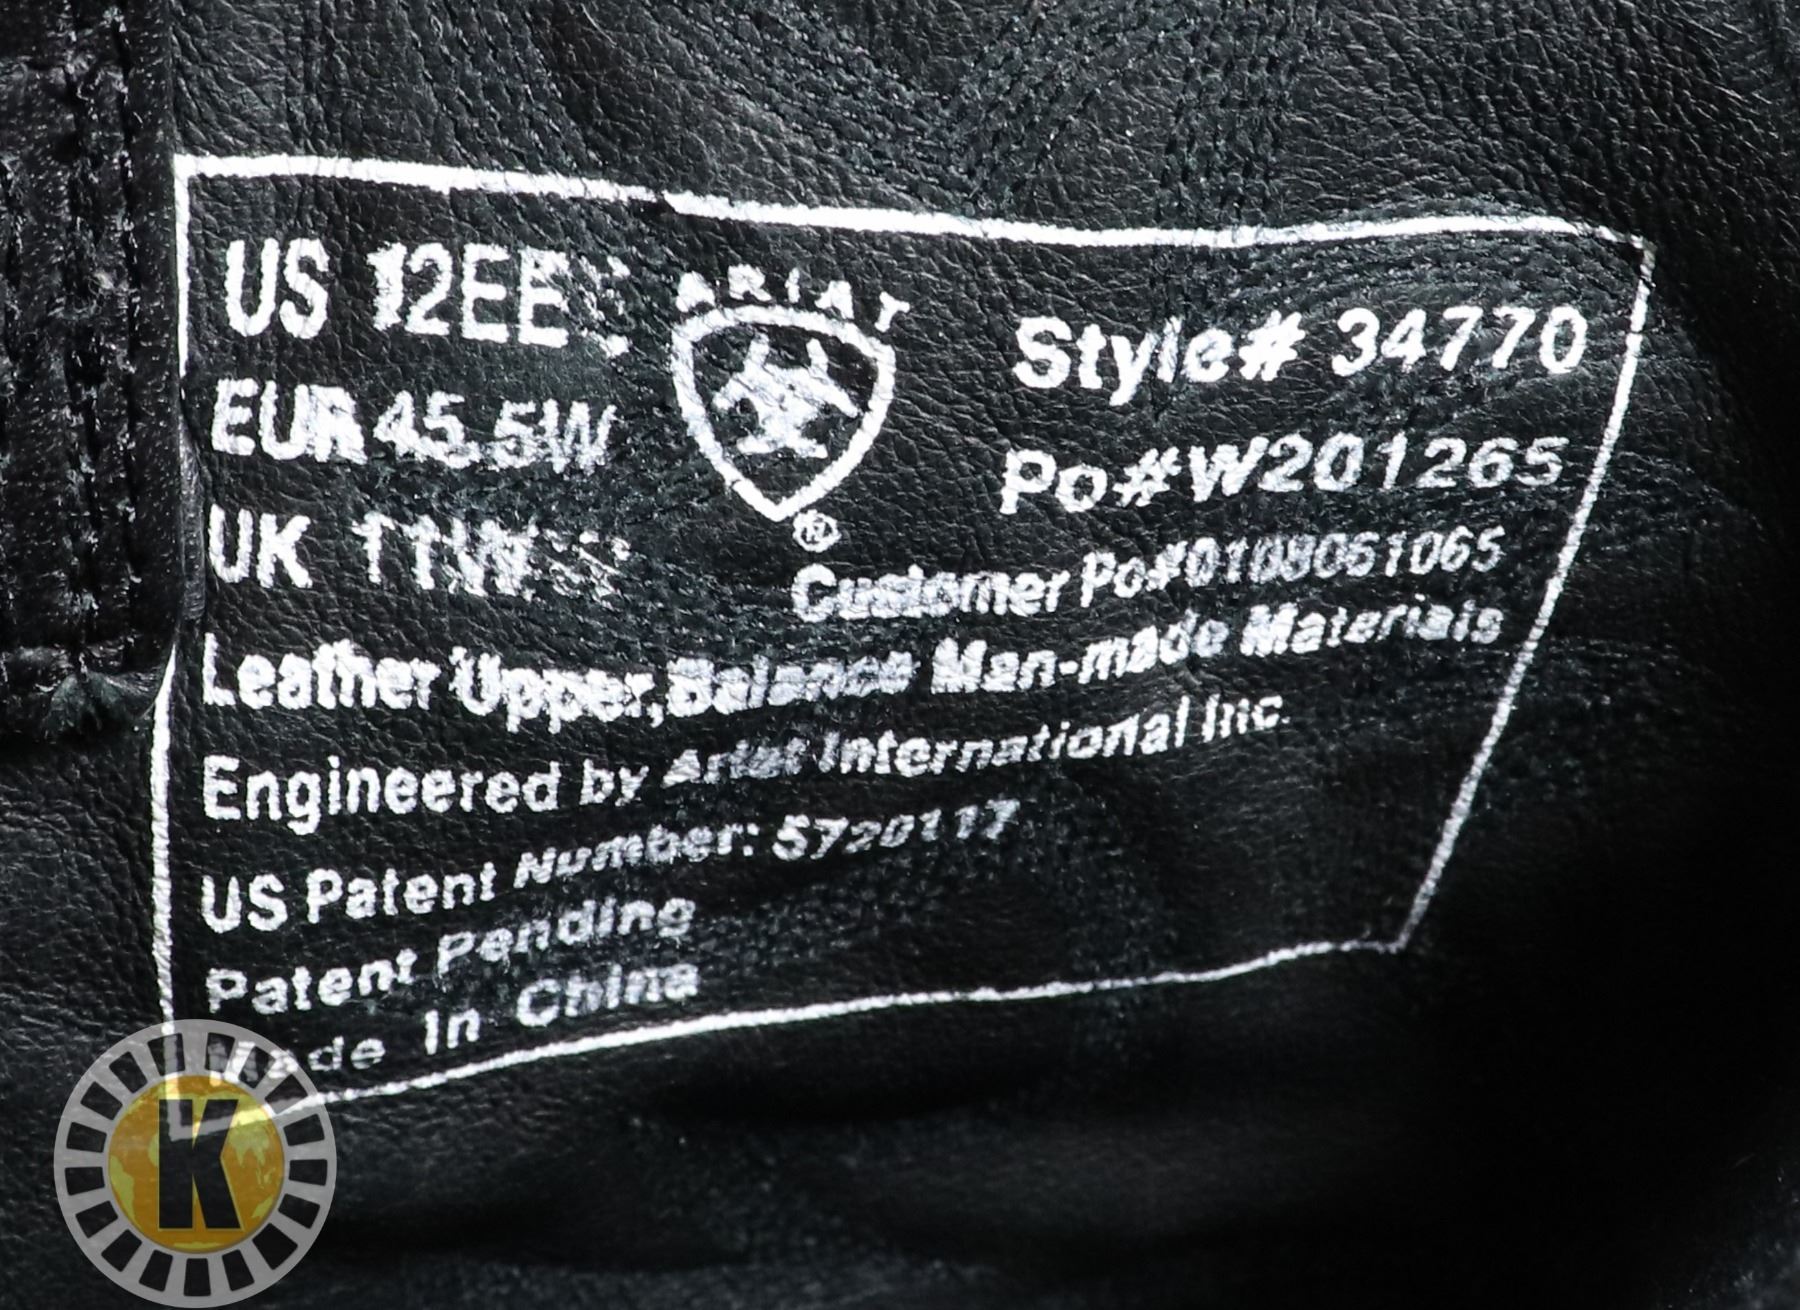 US 12EE
ARIAT
Style# 34770
EUR 45.5W
Po#W201265
UK 11W
®
Customer Po#0108061065
Leather Upper,Balance Man-made Materials
Engineered by Ariat International Inc.
US Patent Number: 5720117
Patent Pending
Made In China
K